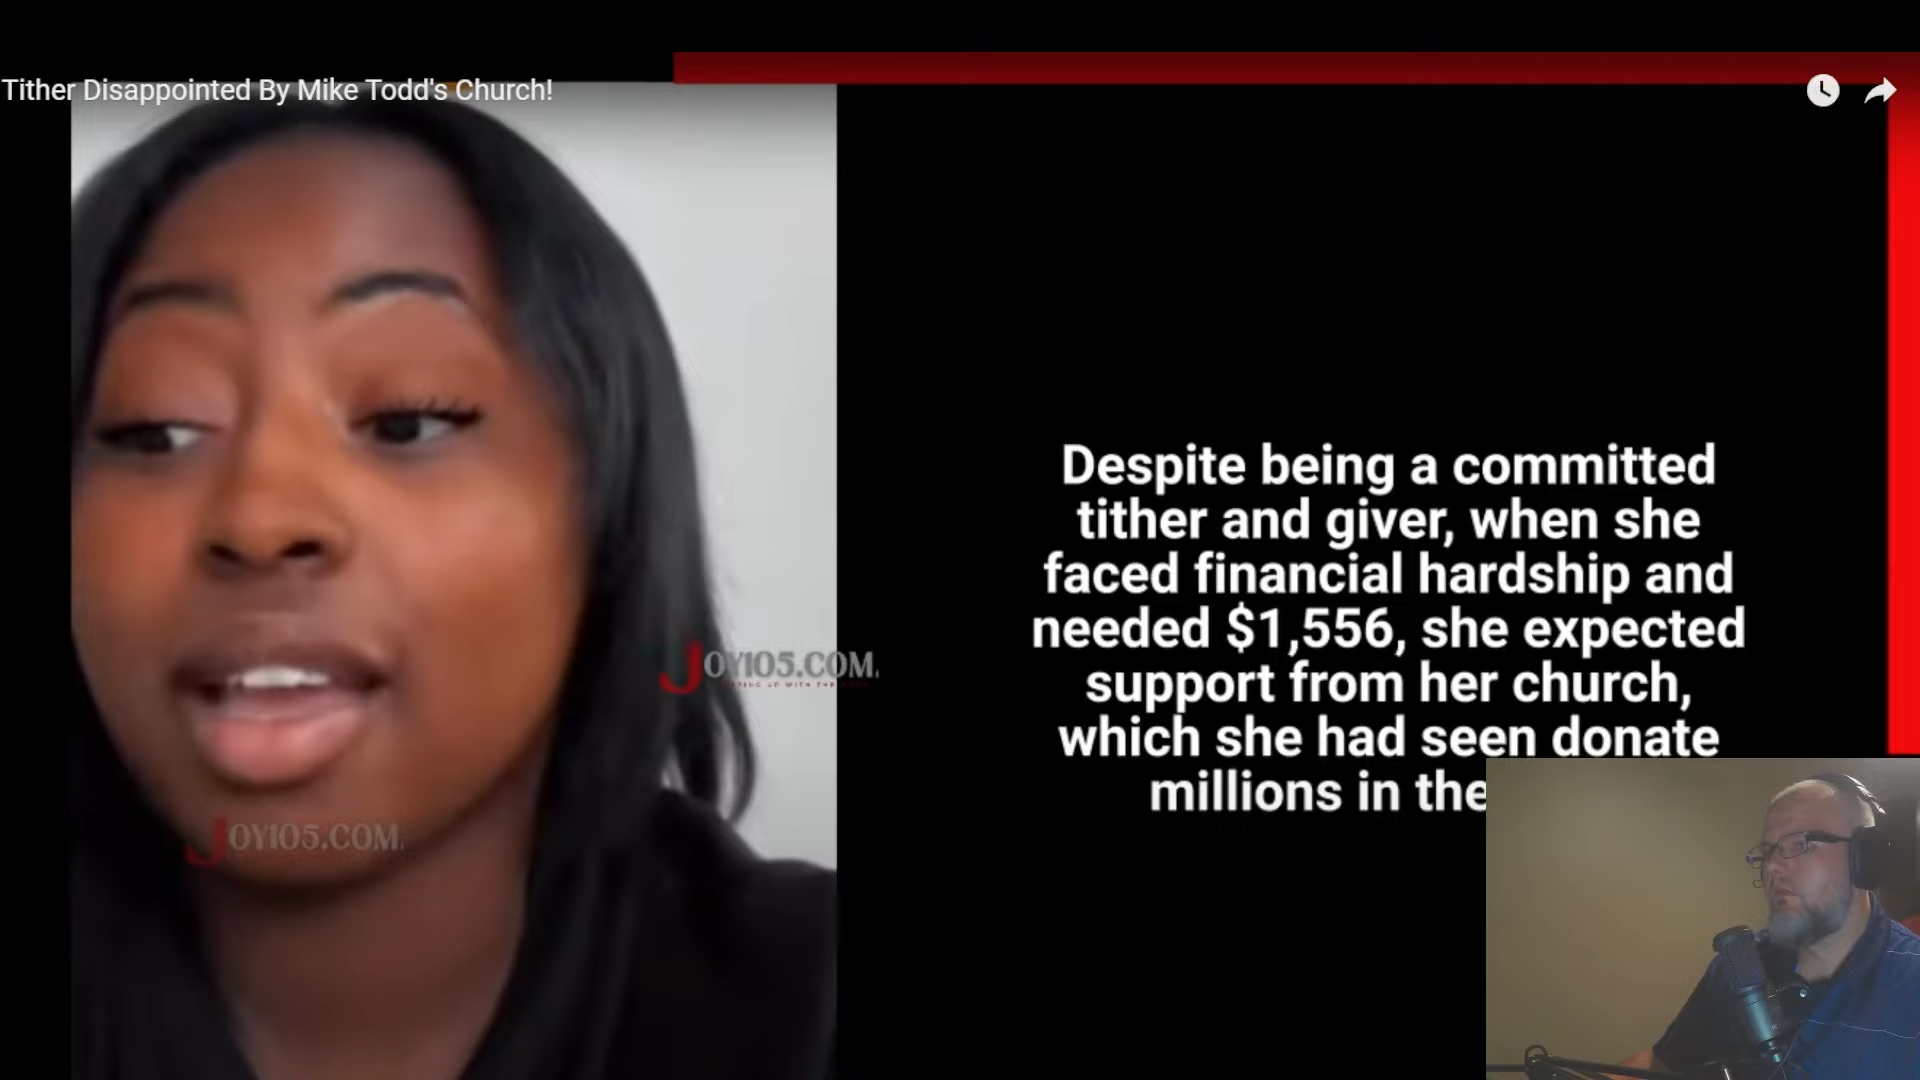 Tither Disappointed By Mike Todd's Church!
Despite being a committed
tither and giver, when she
faced financial hardship and
needed $1,556, she expected
support from her church,
which she had seen donate
millions in the
JOY105.COM
JOY105.COM